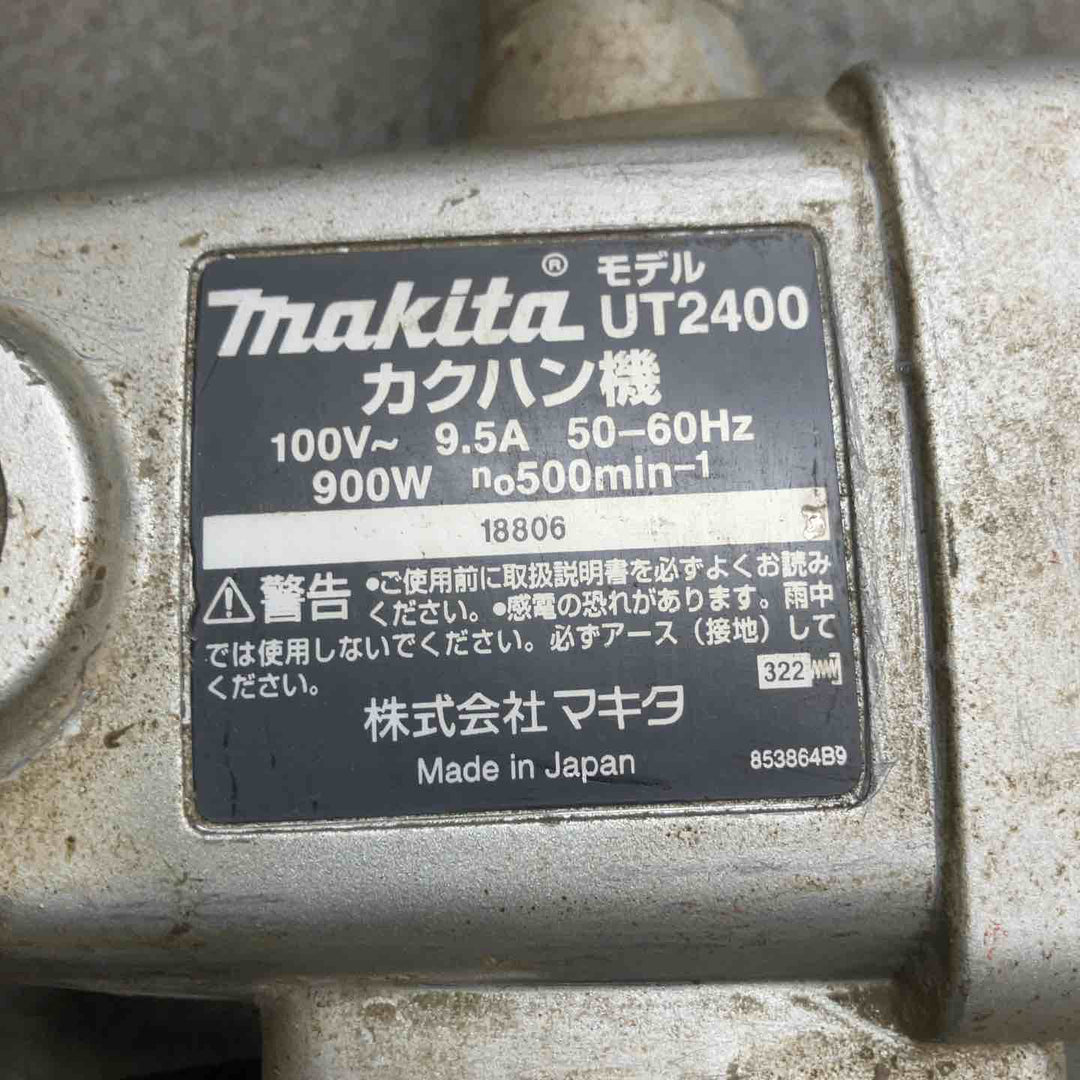 makita® モデル UT2400
カクハン機
100V~ 9.5A 50-60Hz
900W no500min-1
18806
警告 •ご使用前に取扱説明書を必ずよくお読み
ください。•感電の恐れがあります。雨中
では使用しないでください。必ずアース（接地）して
ください。
322
株式会社 マキタ
Made in Japan 853864B9